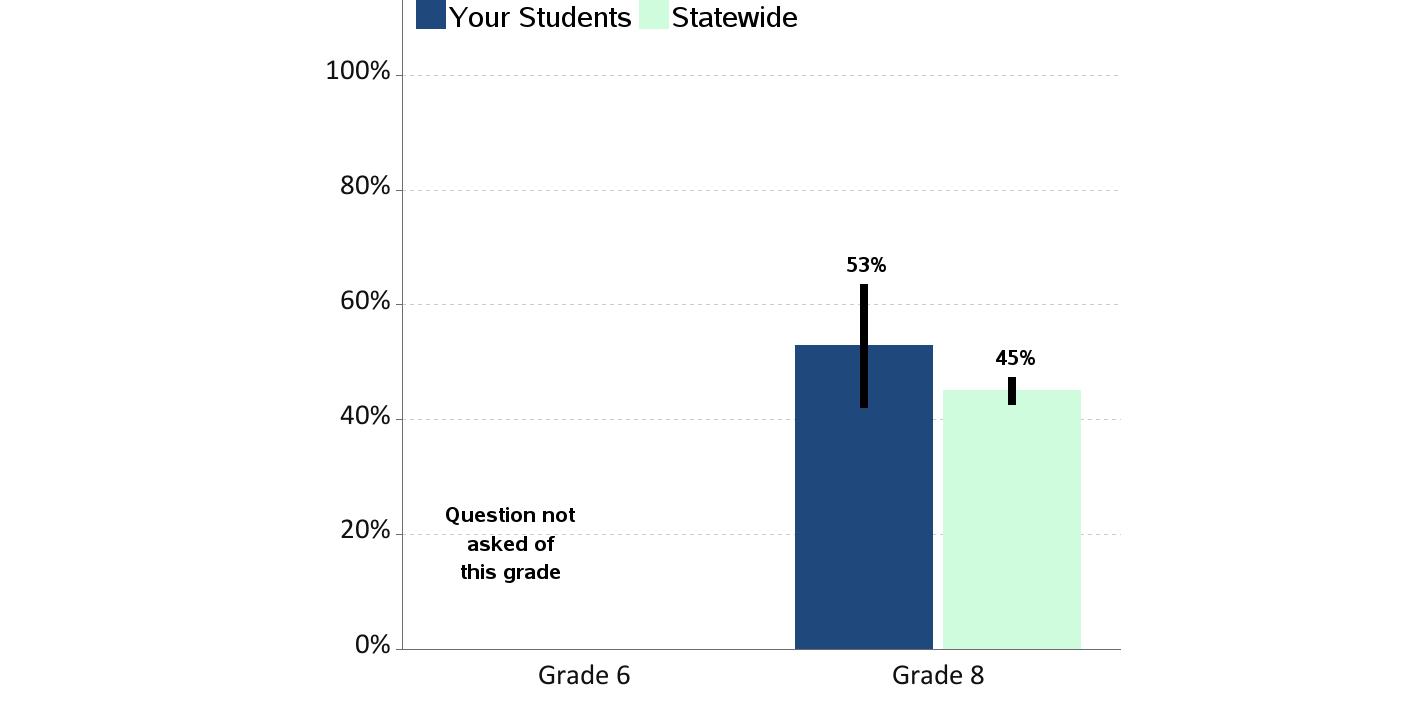 Your Students Statewide
100%
80%
53%
60%
45%
40%
Question not
20%
asked of
this grade
0%
Grade 6 Grade 8